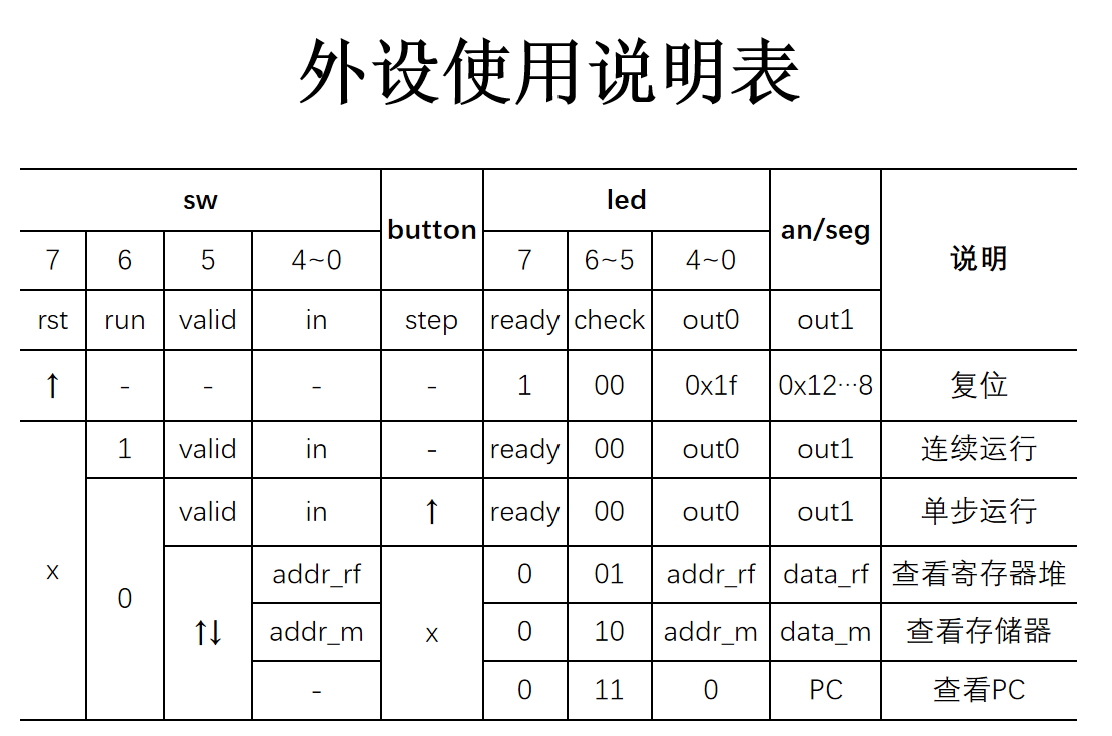 外设使用说明表
sw button led an/seg 说明
7 6 5 4~0 7 6~5 4~0
rst run valid in step ready check out0 out1
↑ - - - - 1 00 0x1f 0x12…8 复位
x 1 valid in - ready 00 out0 out1 连续运行
0 valid in ↑ ready 00 out0 out1 单步运行
↑↓ addr_rf x 0 01 addr_rf data_rf 查看寄存器堆
addr_m 0 10 addr_m data_m 查看存储器
- 0 11 0 PC 查看PC